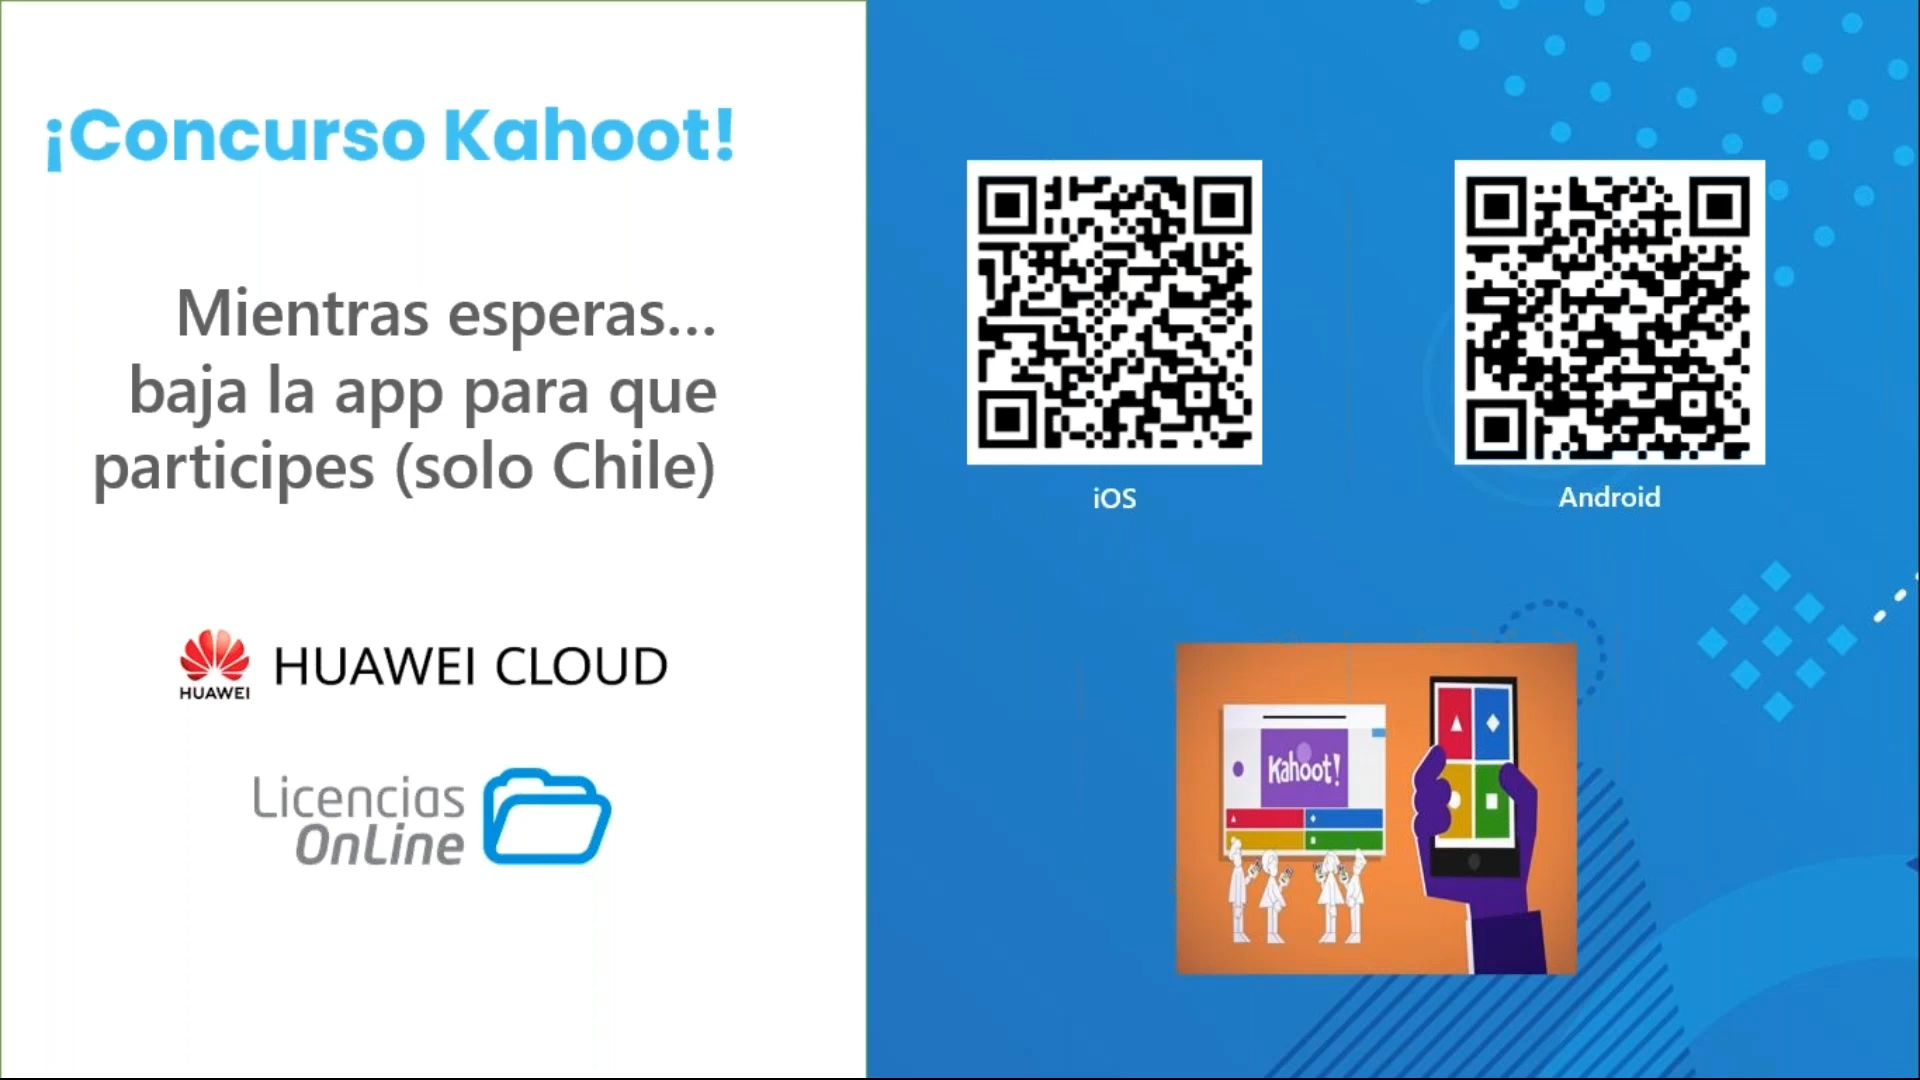 ¡Concurso Kahoot!
Mientras esperas...
baja la app para que
participes (solo Chile)
HUAWEI
HUAWEI CLOUD
Licencias
OnLine
iOS
Android
Kahoot!